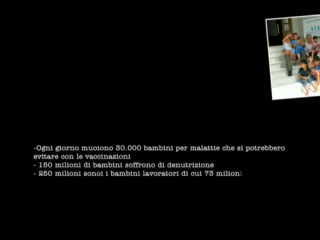 -Ogni giorno muoiono 30.000 bambini per malattie che si potrebbero
evitare con le vaccinazioni
- 150 milioni di bambini soffrono di denutrizione
- 250 milioni sonoi i bambini lavoratori di cui 73 milioni